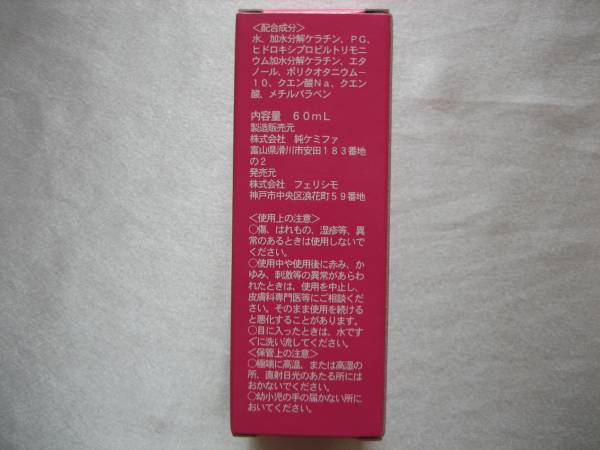 ＜配合成分＞
水、加水分解ケラチン、ＰＧ、
ヒドロキシプロピルトリモニ
ウム加水分解ケラチン、エタ
ノール、ポリクオタニウムー
１０、クエン酸Ｎａ、クエン
酸、メチルパラベン
内容量　６０ｍＬ
製造販売元
株式会社　純ケミファ
富山県滑川市安田１８３番地
の２
発売元
株式会社　フェリシモ
神戸市中央区浪花町５９番地
＜使用上の注意＞
○傷、はれもの、湿疹等、異
常のあるときは使用しないで
ください。
○使用中や使用後に赤み、か
ゆみ、刺激等の異常があらわ
れたときは、使用を中止し、
皮膚科専門医等にご相談くだ
さい。そのまま使用を続ける
と悪化することがあります。
○目に入ったときは、水です
ぐに洗い流してください。
＜保管上の注意＞
○極端に高温、または高湿の
所、直射日光のあたる所には
おかないでください。
○幼小児の手の届かない所に
おいてください。